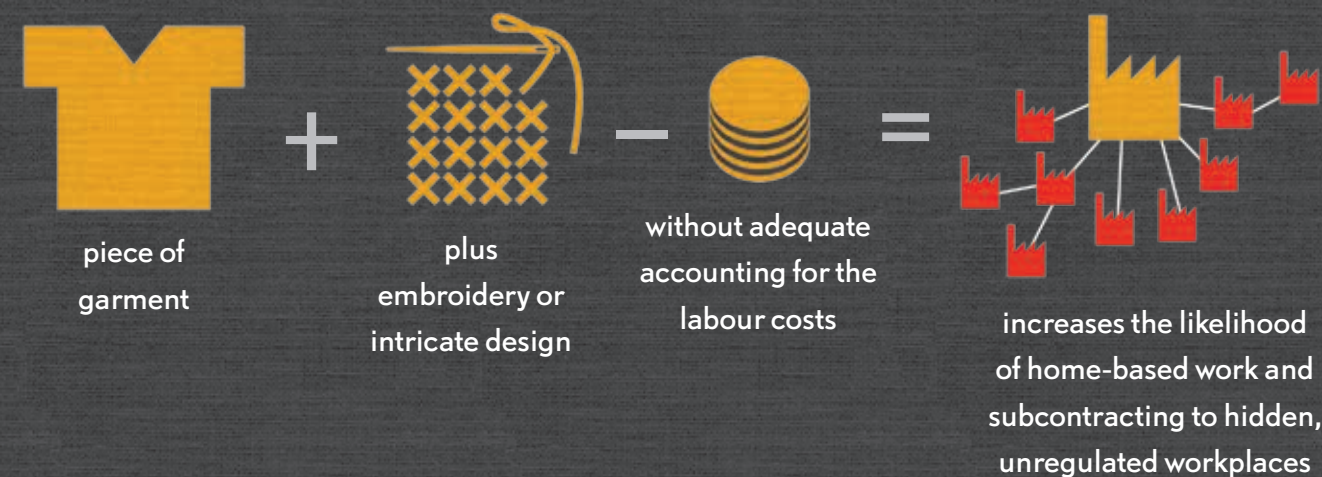 +
−
=
piece of
garment
plus
embroidery or
intricate design
without adequate
accounting for the
labour costs
increases the likelihood
of home-based work and
subcontracting to hidden,
unregulated workplaces